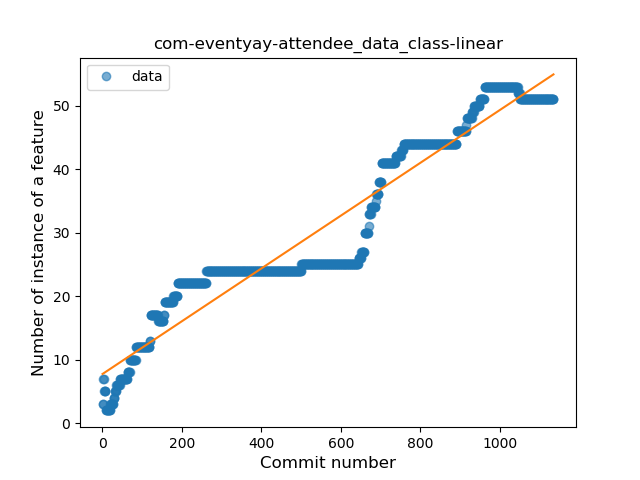 com-eventyay-attendee_data_class-linear
data
Number of instance of a feature
50
40
30
20
10
0
0 200 400 600 800 1000
Commit number